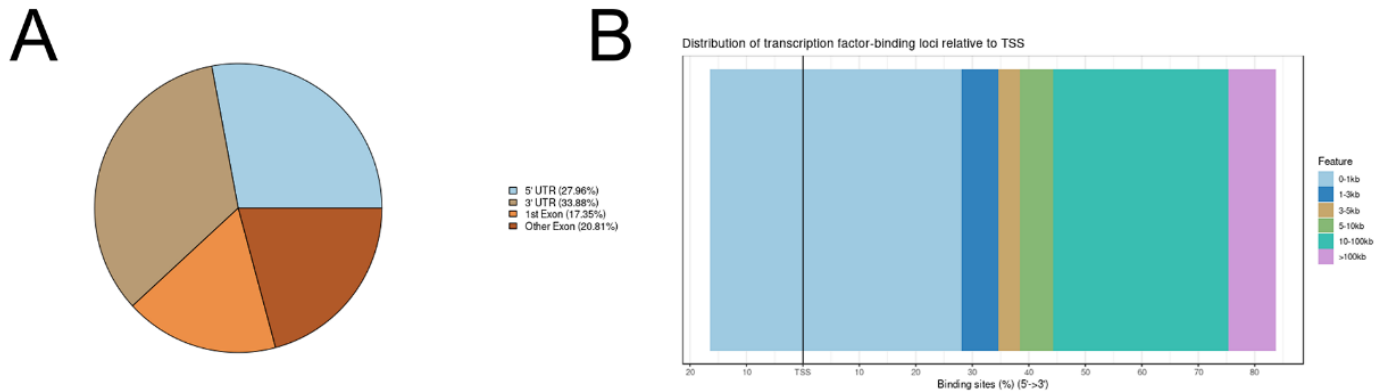 A
5' UTR (27.96%)
3' UTR (33.88%)
1st Exon (17.35%)
Other Exon (20.81%)
B
Distribution of transcription factor-binding loci relative to TSS
20 10 TSS 10 20 30 40 50 60 70 80
Binding sites (%) (5'->3')
Feature
0-1kb
1-3kb
3-5kb
5-10kb
10-100kb
>100kb